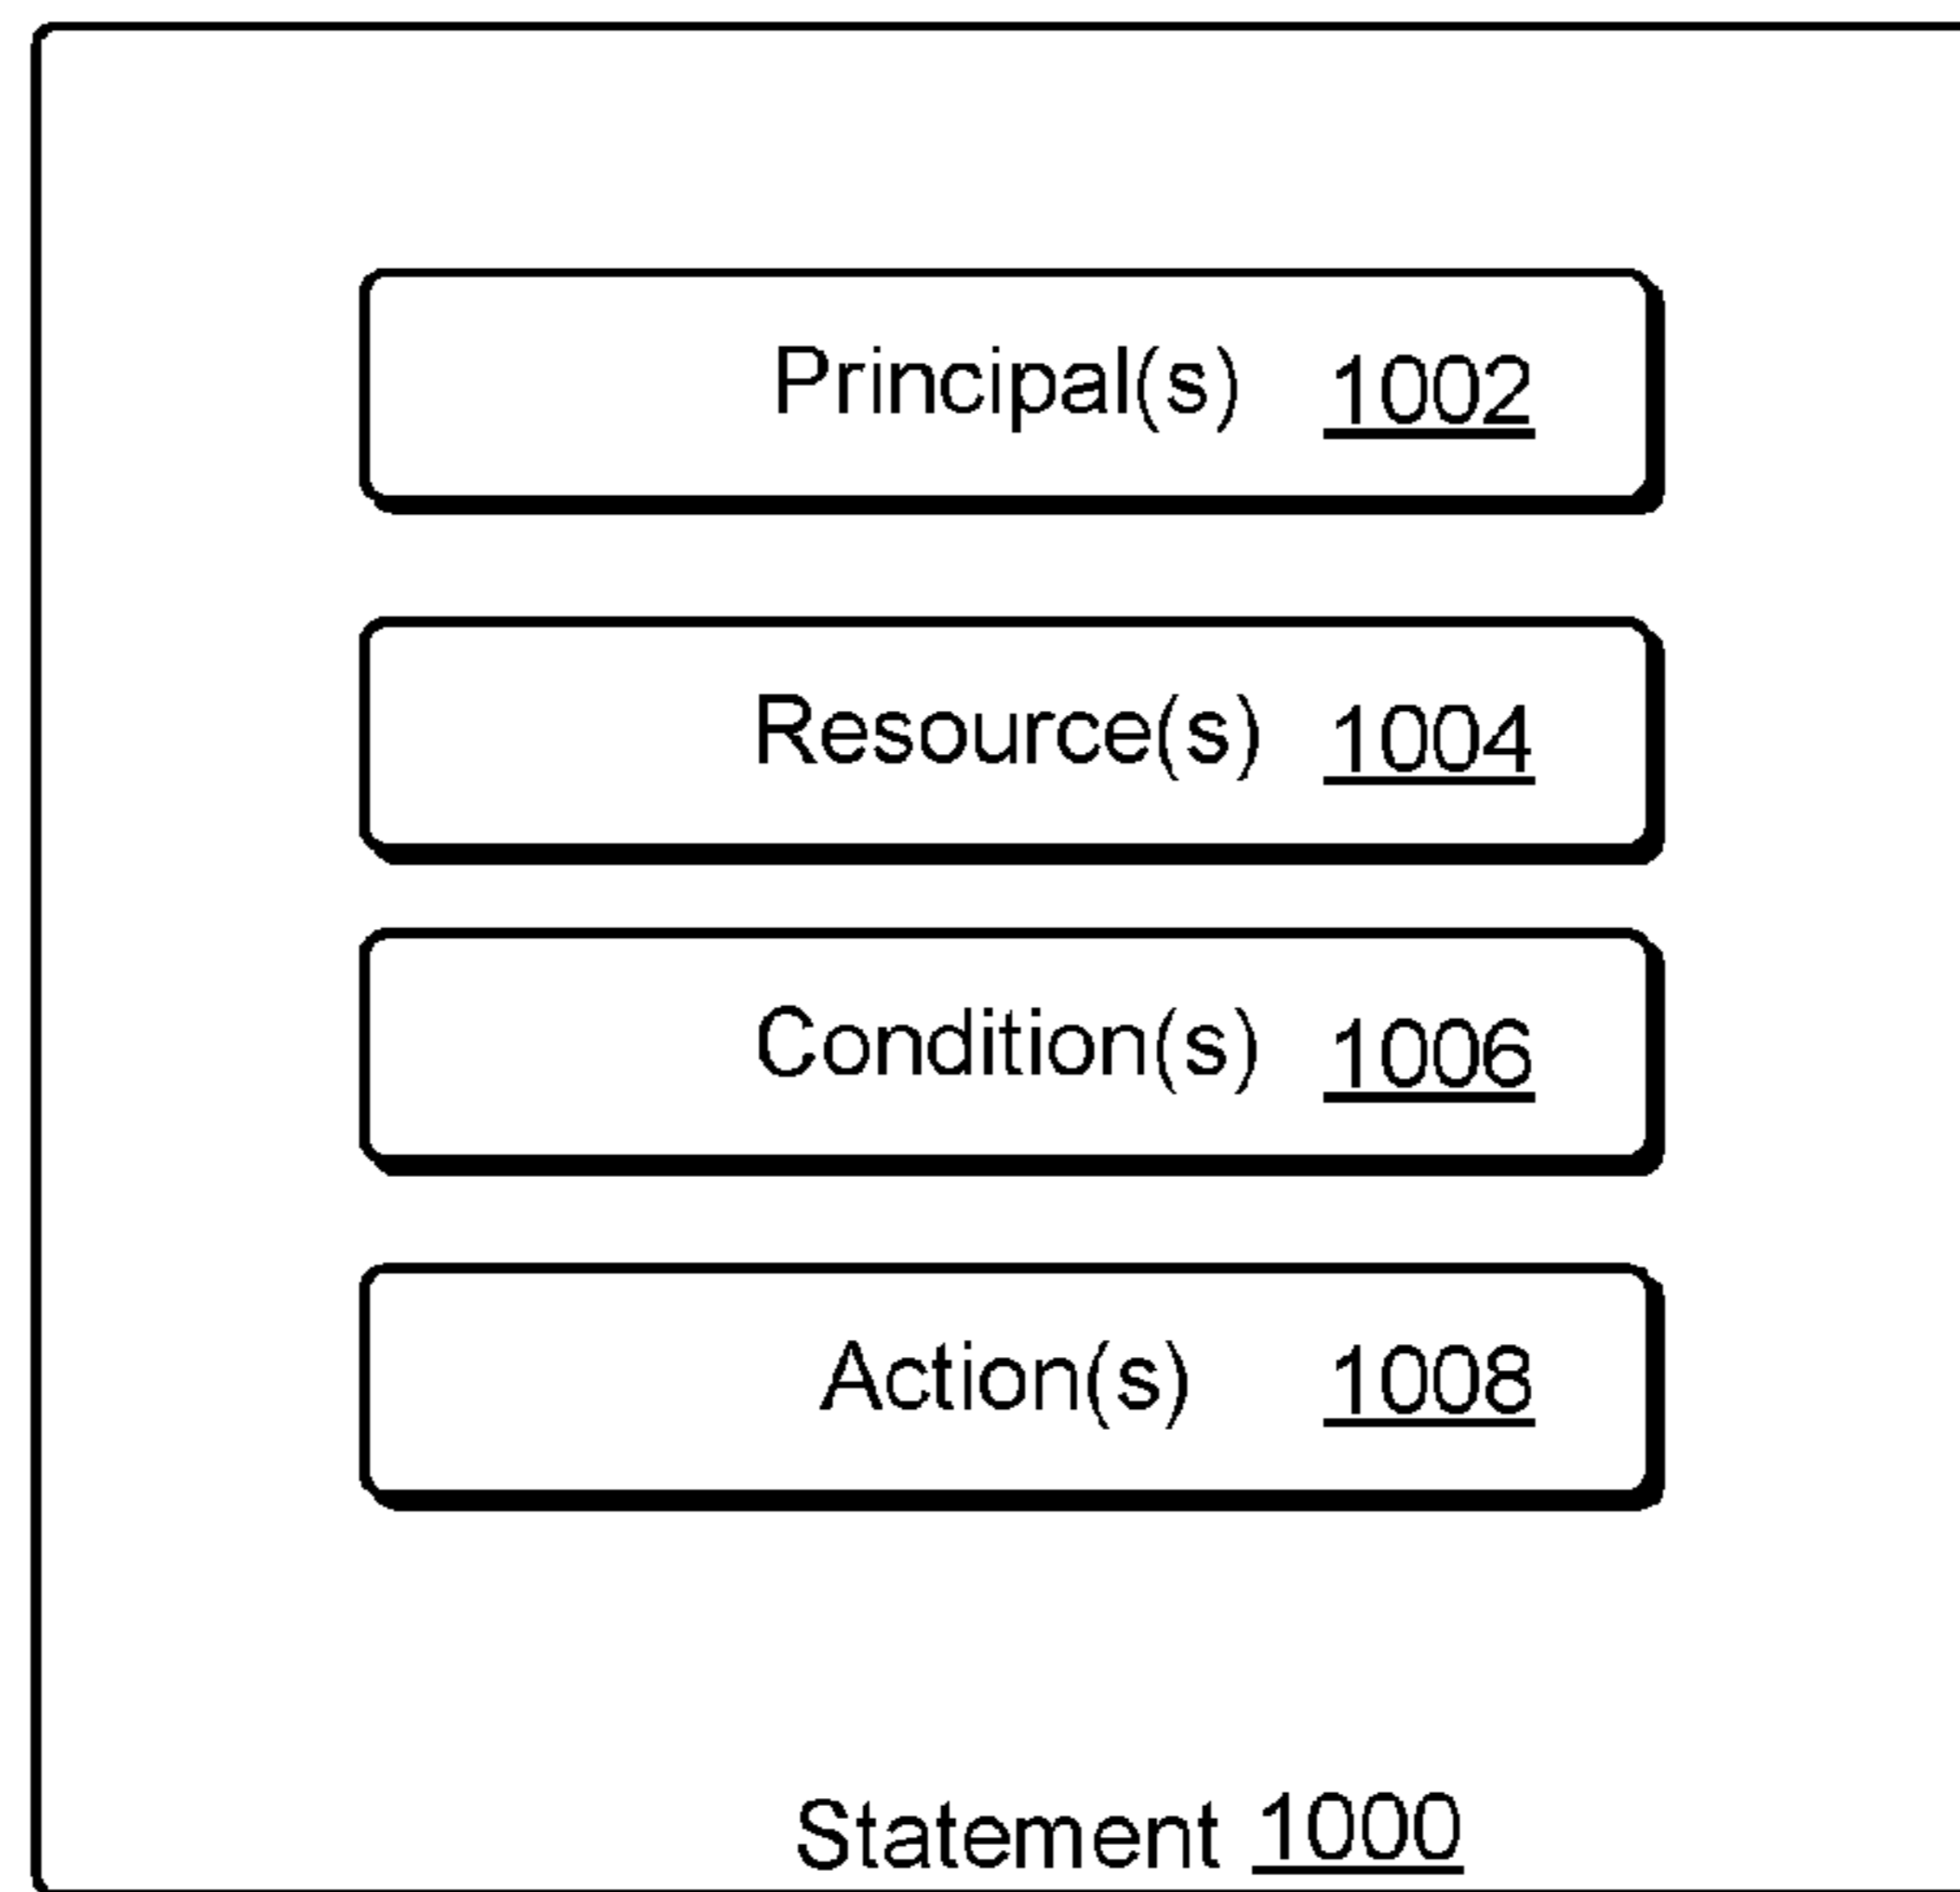 Principal(s) 1002
Resource(s) 1004
Condition(s) 1006
Action(s) 1008
Statement 1000